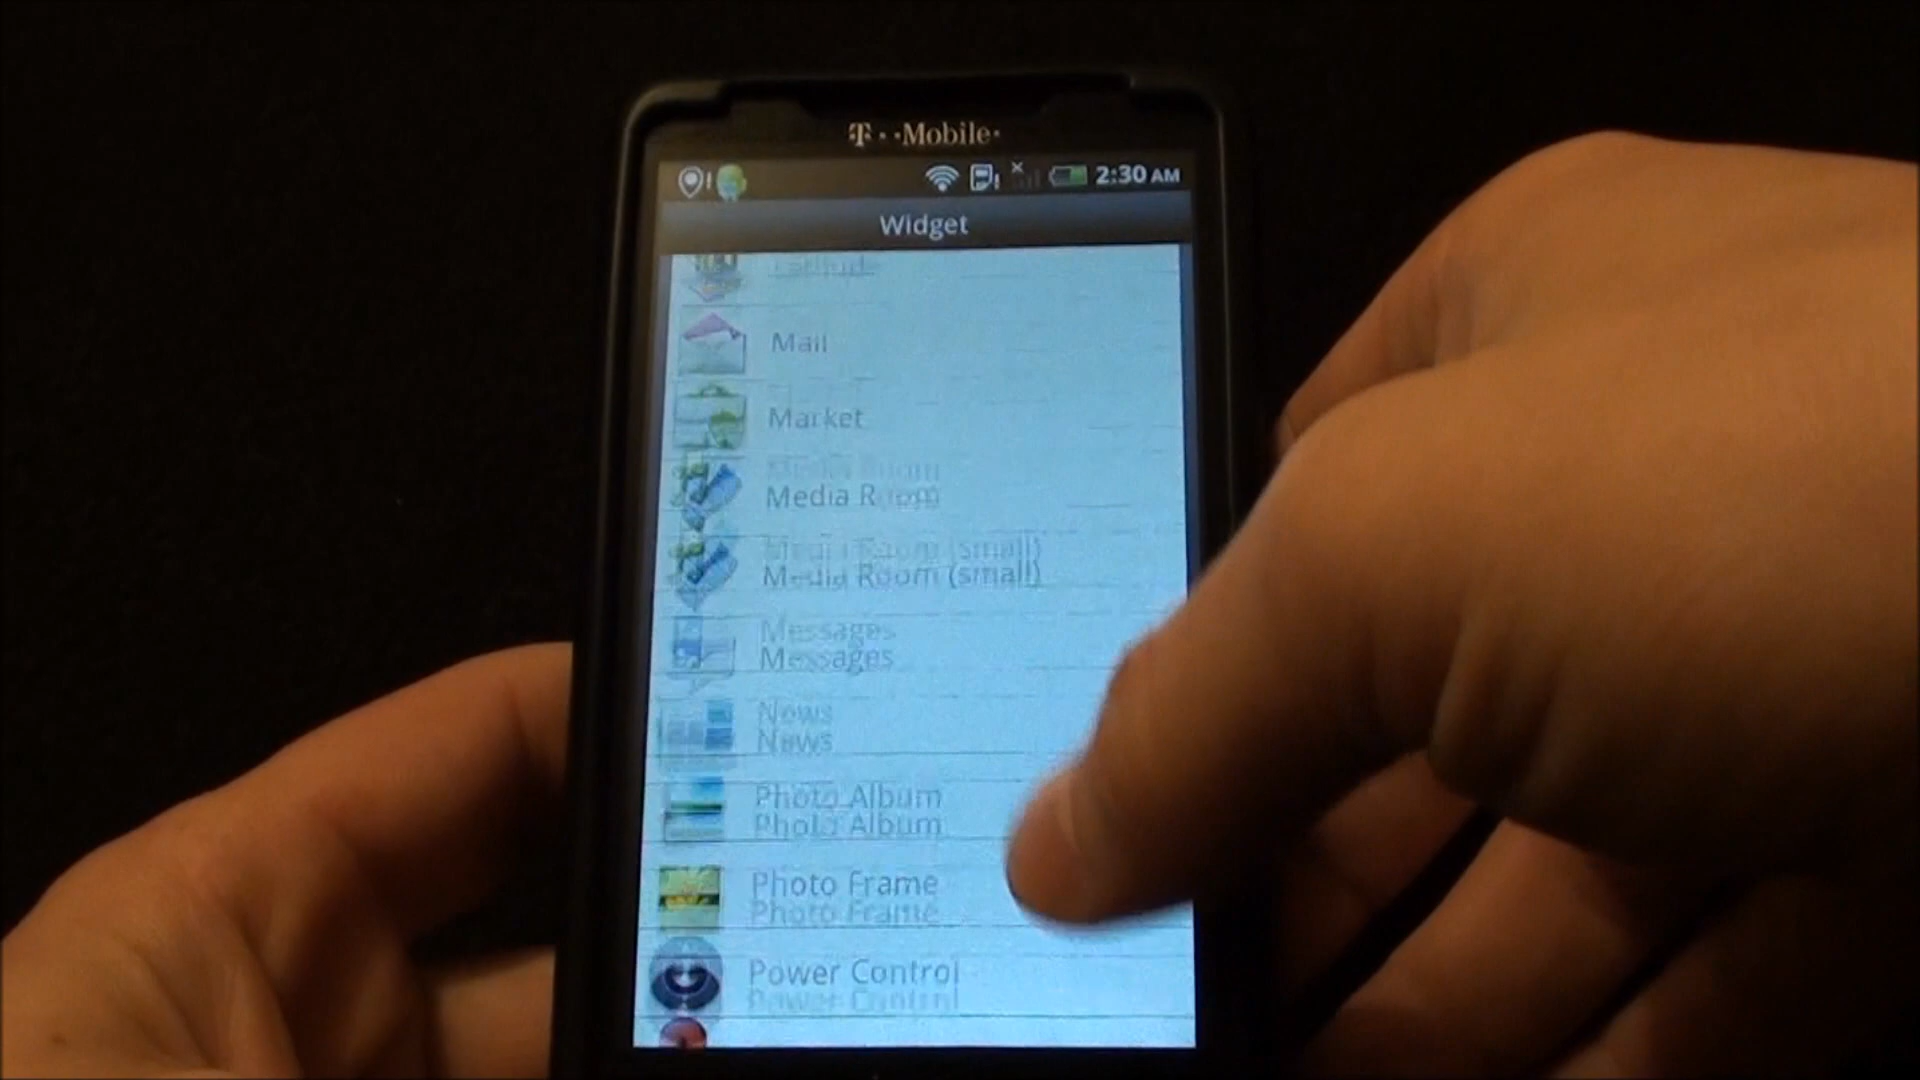 T··Mobile·
2:30 AM
Widget
Latitude
Mail
Market
Media Room
Media Room (small)
Messages
News
Photo Album
Photo Frame
Power Control